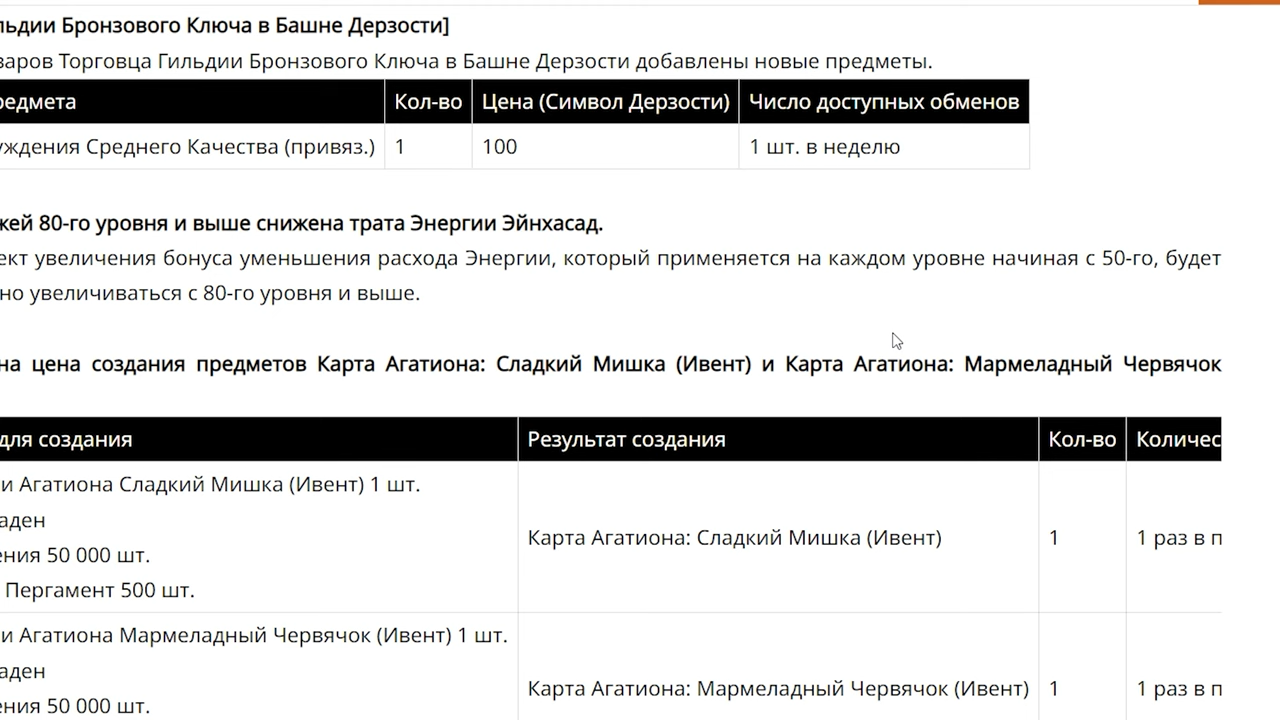 льдии Бронзового Ключа в Башне Дерзости]
варов Торговца Гильдии Бронзового Ключа в Башне Дерзости добавлены новые предметы.
редмета Кол-во Цена (Символ Дерзости) Число доступных обменов
уждения Среднего Качества (привяз.) 1 100 1 шт. в неделю
жей 80-го уровня и выше снижена трата Энергии Эйнхасад.
ект увеличения бонуса уменьшения расхода Энергии, который применяется на каждом уровне начиная с 50-го, будет
но увеличиваться с 80-го уровня и выше.
на цена создания предметов Карта Агатиона: Сладкий Мишка (Ивент) и Карта Агатиона: Мармеладный Червячок
для создания Результат создания Кол-во Количес
и Агатиона Сладкий Мишка (Ивент) 1 шт.
аден
ения 50 000 шт.
Пергамент 500 шт.
Карта Агатиона: Сладкий Мишка (Ивент) 1 1 раз в п
и Агатиона Мармеладный Червячок (Ивент) 1 шт.
аден
ения 50 000 шт.
Карта Агатиона: Мармеладный Червячок (Ивент) 1 1 раз в п